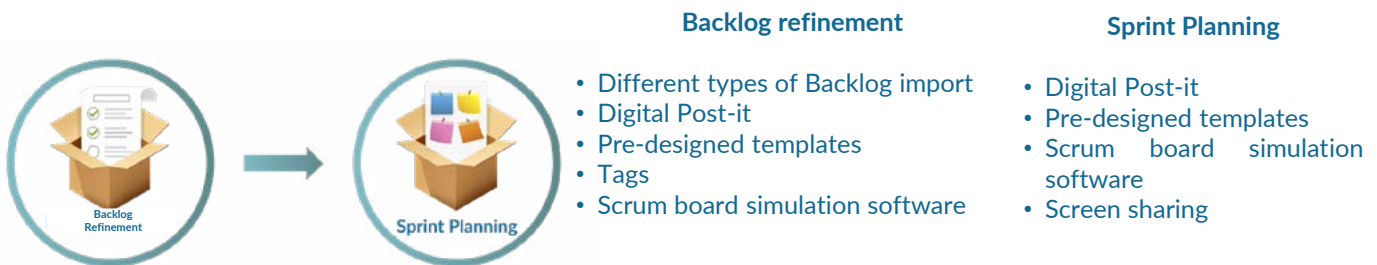 Backlog
Refinement
Sprint Planning
Backlog refinement
• Different types of Backlog import
• Digital Post-it
• Pre-designed templates
• Tags
• Scrum board simulation software
Sprint Planning
• Digital Post-it
• Pre-designed templates
• Scrum board simulation
software
• Screen sharing